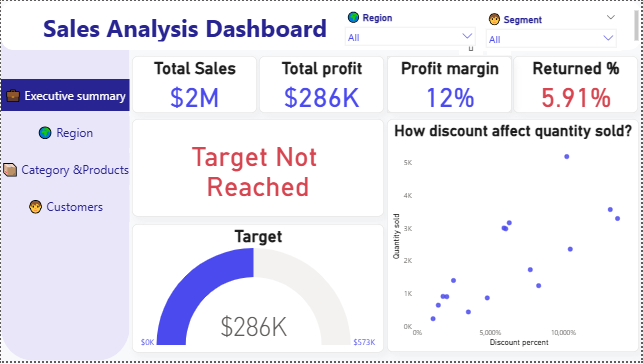 Sales Analysis Dashboard
Region
All
Segment
All
Executive summary
Region
Category &Products
Customers
Total Sales
$2M
Total profit
$286K
Profit margin
12%
Returned %
5.91%
Target Not
Reached
Target
$286K
$0K
$573K
How discount affect quantity sold?
Quantity sold
5K
4K
3K
2K
1K
0K
0%
5,000%
10,000%
Discount percent